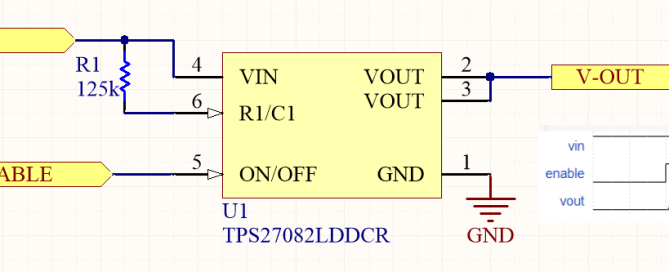 R1
125k
4
VIN
6
R1/C1
ABLE
5
ON/OFF
VOUT
2
VOUT
3
GND
1
V-OUT
U1
TPS27082LDDCR
GND
vin
enable
vout